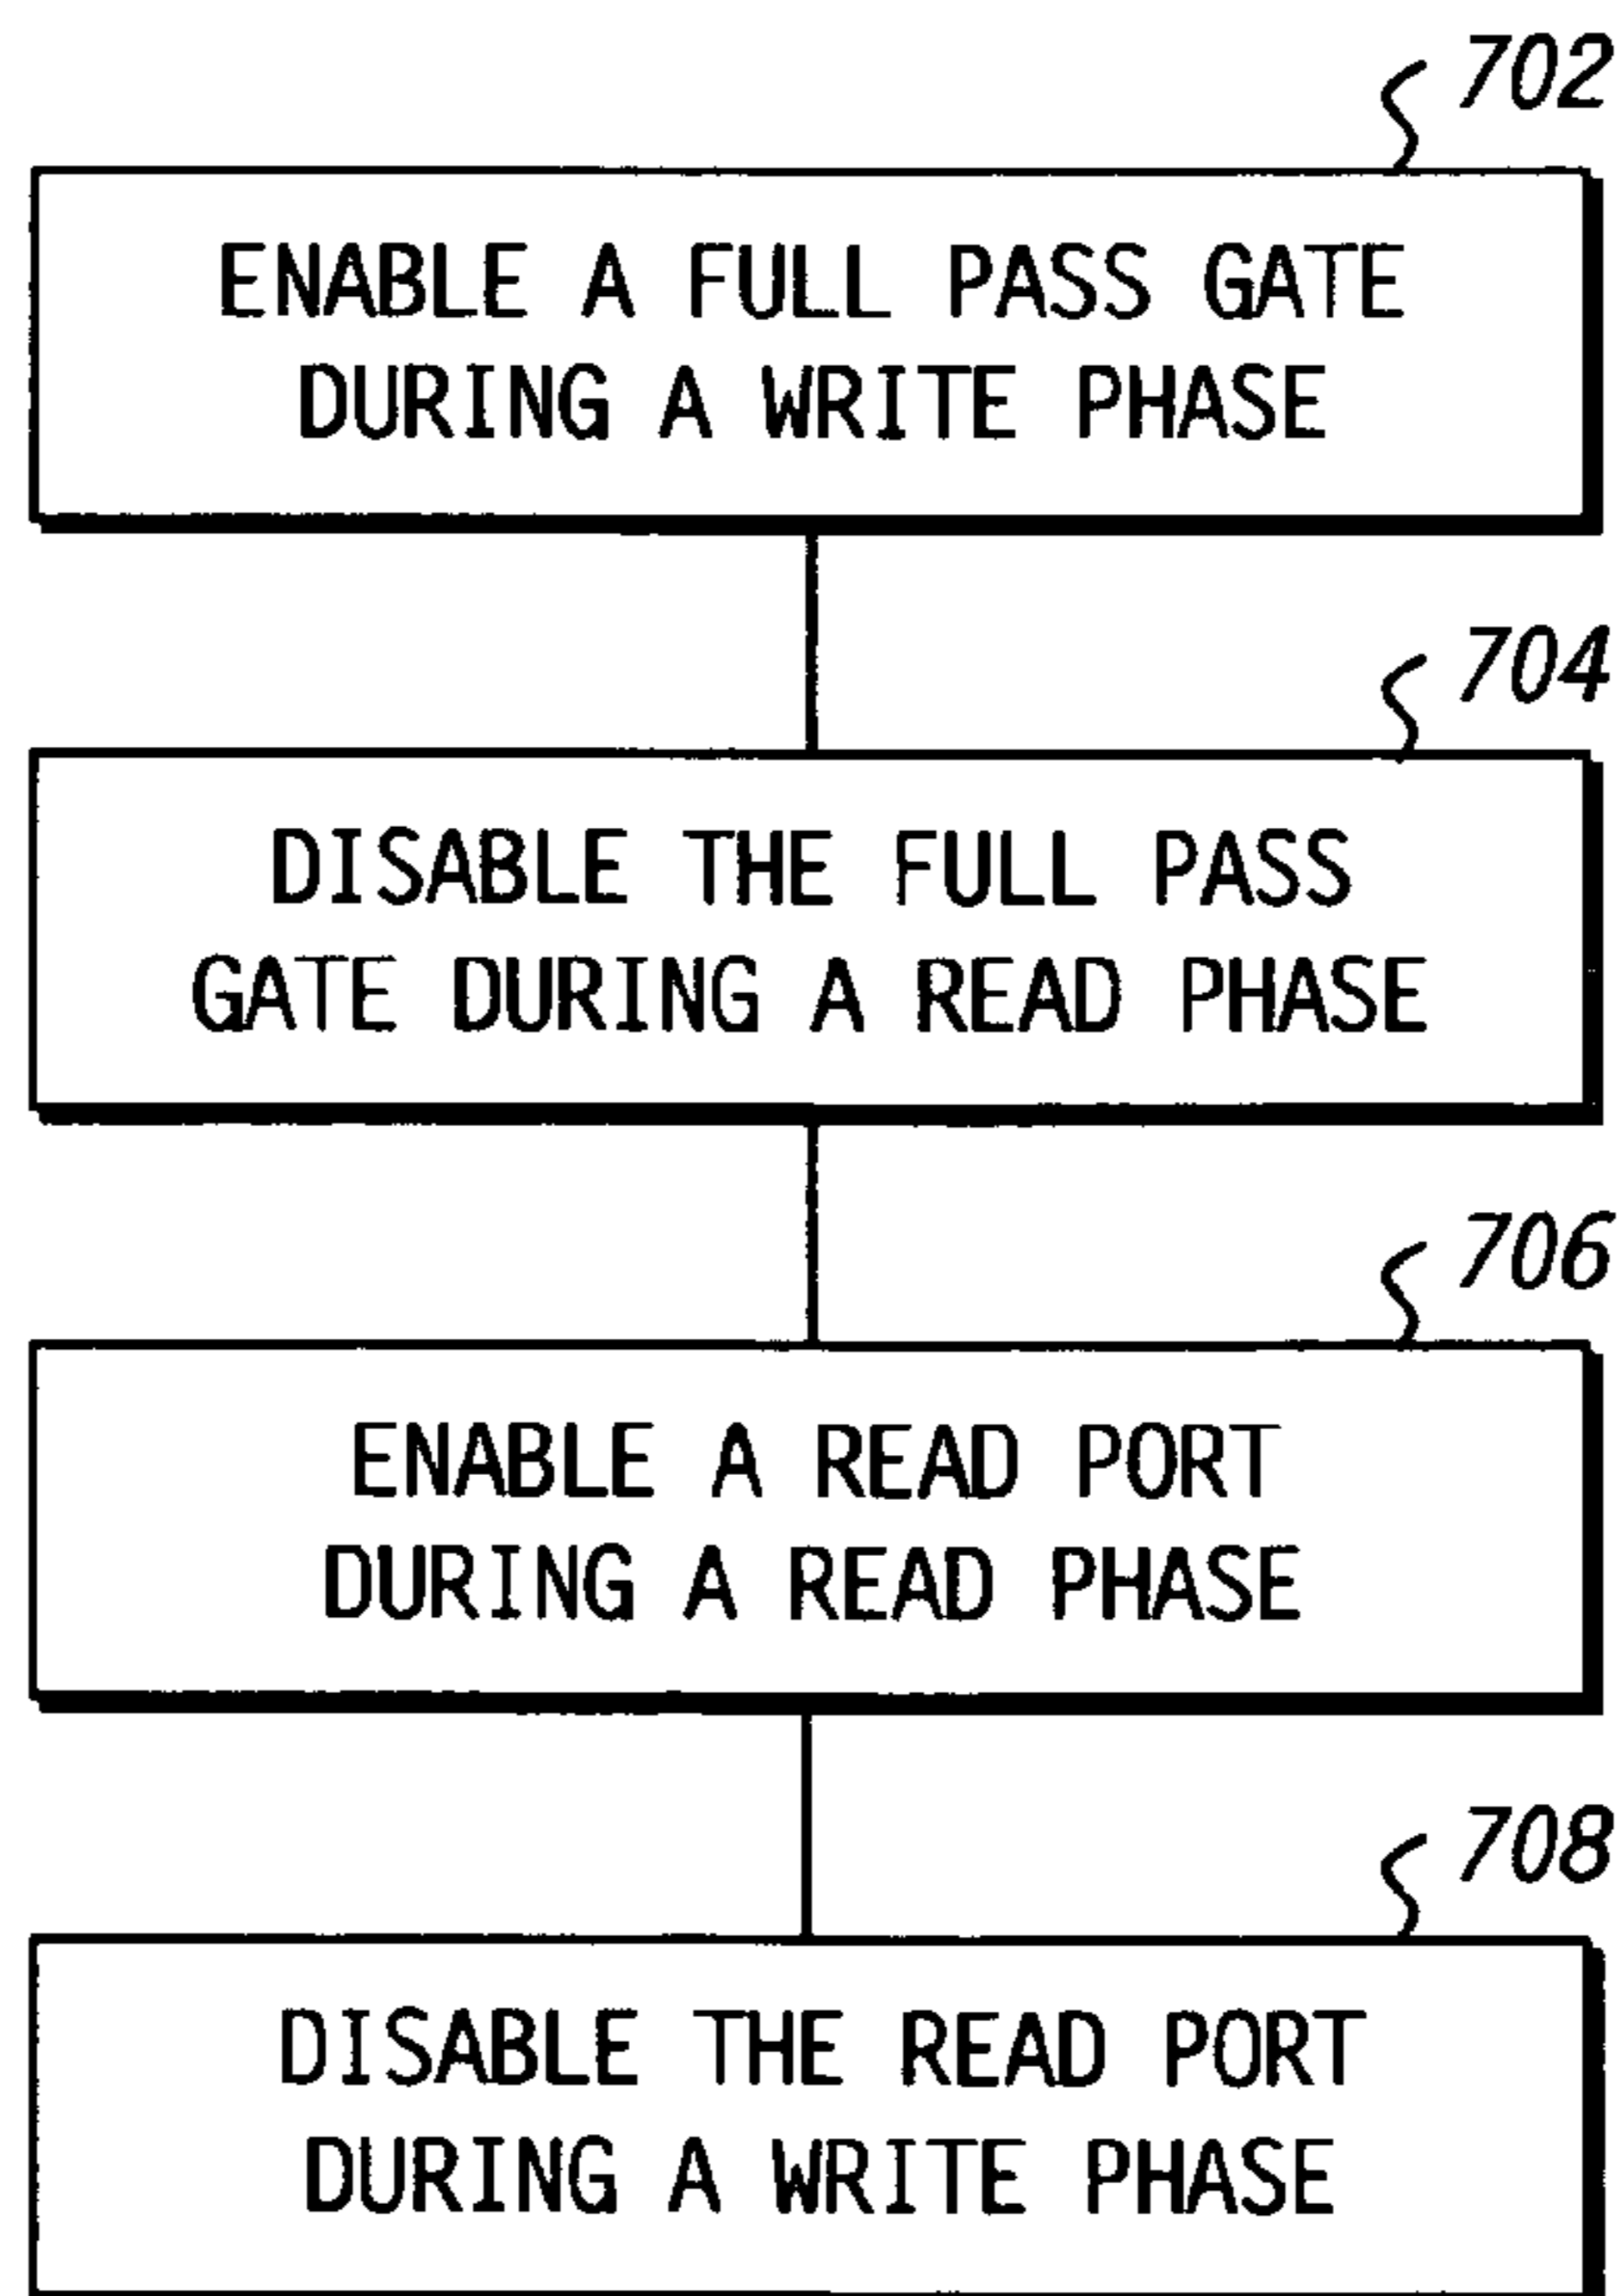 702
ENABLE A FULL PASS GATE
DURING A WRITE PHASE
704
DISABLE THE FULL PASS
GATE DURING A READ PHASE
706
ENABLE A READ PORT
DURING A READ PHASE
708
DISABLE THE READ PORT
DURING A WRITE PHASE